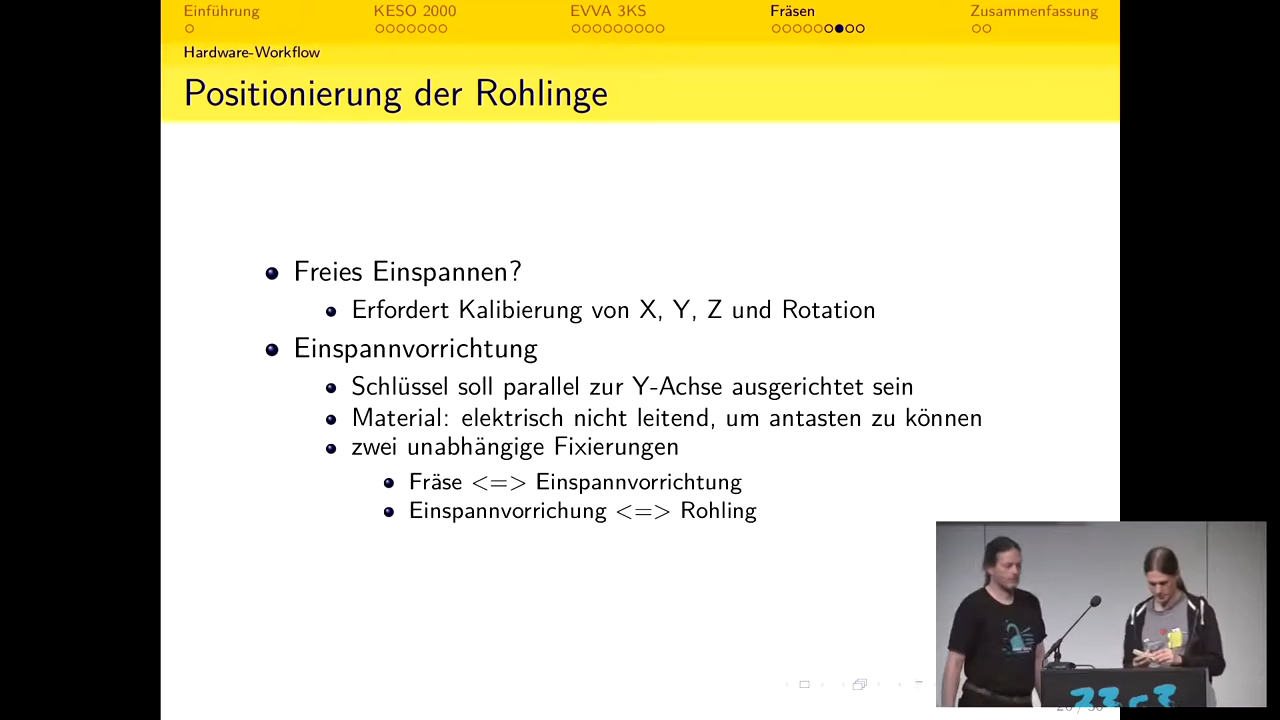 Einführung KESO 2000 EVVA 3KS Fräsen Zusammenfassung
Hardware-Workflow
Positionierung der Rohlinge
Freies Einspannen?
Erfordert Kalibierung von X, Y, Z und Rotation
Einspannvorrichtung
Schlüssel soll parallel zur Y-Achse ausgerichtet sein
Material: elektrisch nicht leitend, um antasten zu können
zwei unabhängige Fixierungen
Fräse <=> Einspannvorrichtung
Einspannvorrichung <=> Rohling